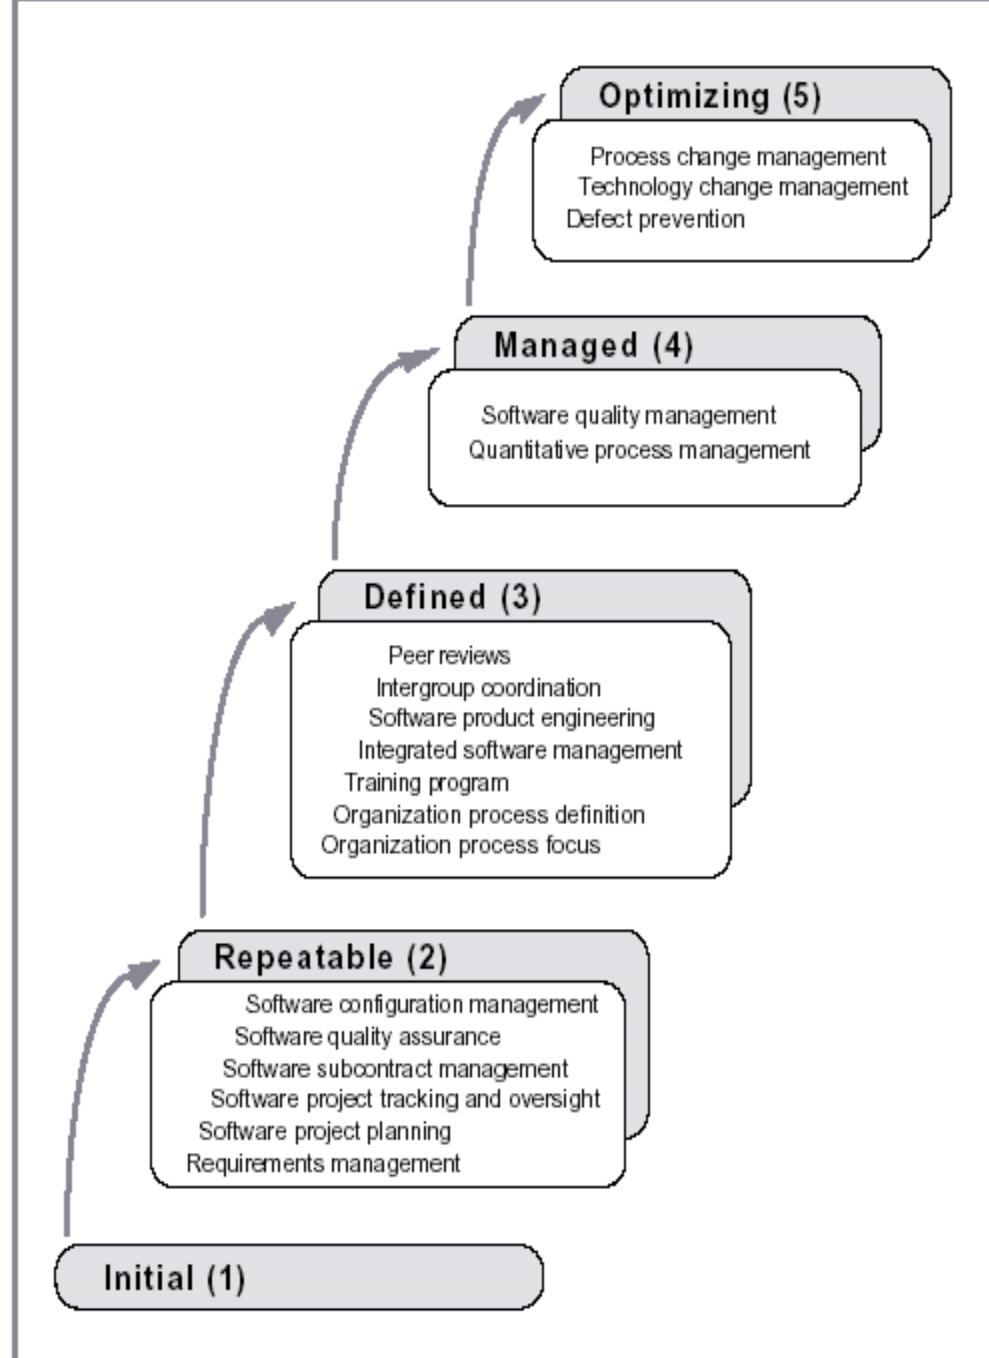 Optimizing (5)
Process change management
Technology change management
Defect prevention
Managed (4)
Software quality management
Quantitative process management
Defined (3)
Peer reviews
Intergroup coordination
Software product engineering
Integrated software management
Training program
Organization process definition
Organization process focus
Repeatable (2)
Software configuration management
Software quality assurance
Software subcontract management
Software project tracking and oversight
Software project planning
Requirements management
Initial (1)